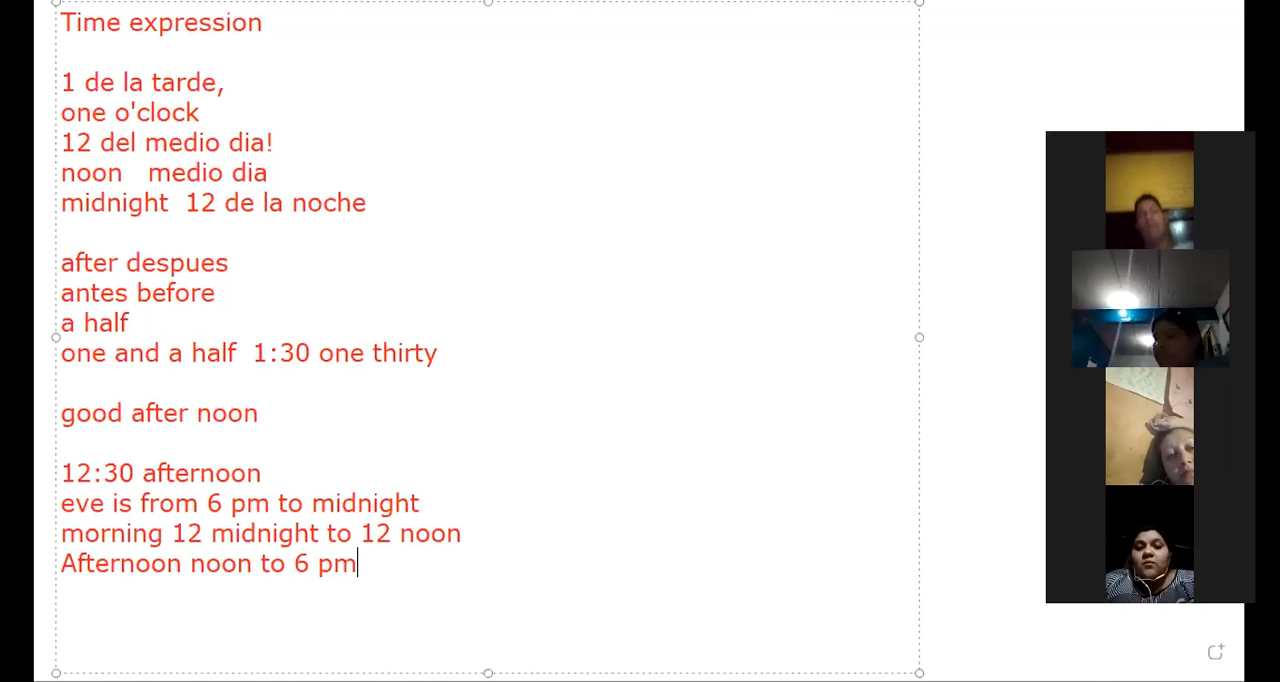 Time expression
1 de la tarde,
one o'clock
12 del medio dia!
noon medio dia
midnight 12 de la noche
after despues
antes before
a half
one and a half 1:30 one thirty
good after noon
12:30 afternoon
eve is from 6 pm to midnight
morning 12 midnight to 12 noon
Afternoon noon to 6 pm